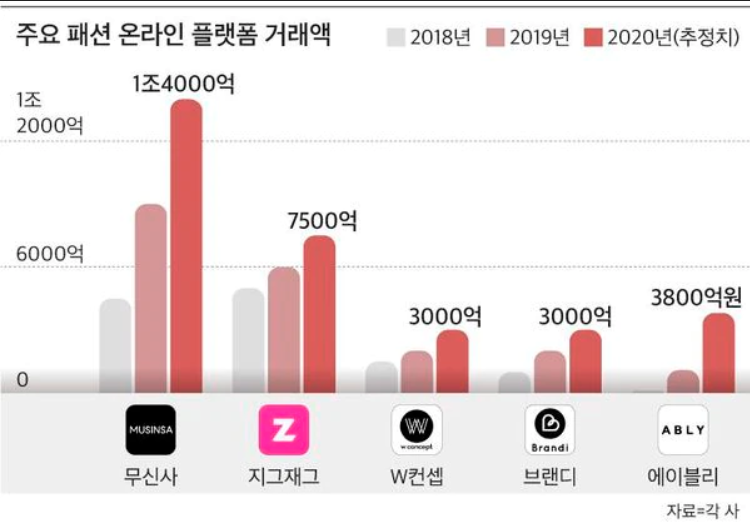 주요 패션 온라인 플랫폼 거래액
2018년 2019년 2020년(추정치)
1조
2000억
6000억
0
1조4000억
7500억
3000억
3000억
3800억원
MUSINSA
Z
W
w concept
B
Brandi
ABLY
무신사
지그재그
W컨셉
브랜디
에이블리
자료=각 사